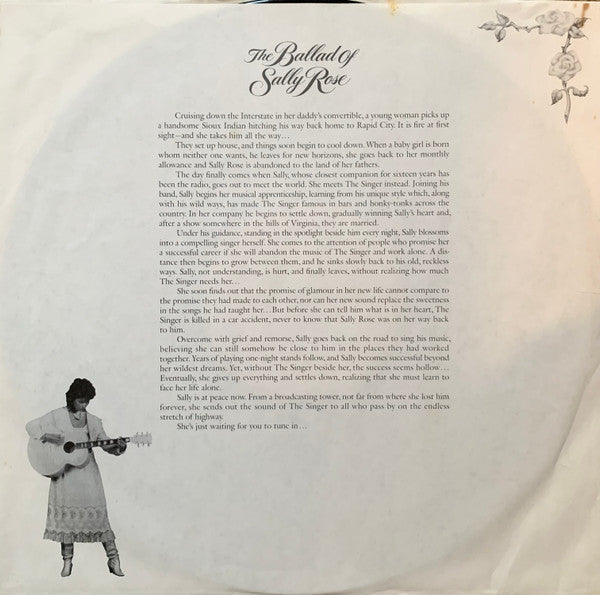 The Ballad Of
Sally Rose
Cruising down the Interstate in her daddy's convertible, a young woman picks up
a handsome Sioux Indian hitching his way back home to Rapid City. It is fire at first
sight—and she takes him all the way…
They set up house, and things soon begin to cool down. When a baby girl is born
whom neither one wants, he leaves for new horizons, she goes back to her monthly
allowance and Sally Rose is abandoned to the land of her fathers.
The day finally comes when Sally, whose closest companion for sixteen years has
been the radio, goes out to meet the world. She meets The Singer instead. Joining his
band, Sally begins her musical apprenticeship, learning from his unique style which, along
with his wild ways, has made The Singer famous in bars and honky-tonks across the
country. In her company he begins to settle down, gradually winning Sally's heart and,
after a show somewhere in the hills of Virginia, they are married.
Under his guidance, standing in the spotlight beside him every night, Sally blossoms
into a compelling singer herself. She comes to the attention of people who promise her
a successful career if she will abandon the music of The Singer and work alone. A dis-
tance then begins to grow between them, and he sinks slowly back to his old, reckless
ways. Sally, not understanding, is hurt, and finally leaves, without realizing how much
The Singer needs her…
She soon finds out that the promise of glamour in her new life cannot compare to
the promise they had made to each other, nor can her new sound replace the sweetness
in the songs he had taught her…But before she can tell him what is in her heart, The
Singer is killed in a car accident, never to know that Sally Rose was on her way back
to him.
Overcome with grief and remorse, Sally goes back on the road to sing his music,
believing she can still somehow be close to him in the places they had worked
together. Years of playing one-night stands follow, and Sally becomes successful beyond
her wildest dreams. Yet, without The Singer beside her, the success seems hollow…
Eventually, she gives up everything and settles down, realizing that she must learn to
face her life alone.
Sally is at peace now. From a broadcasting tower, not far from where she lost him
forever, she sends out the sound of The Singer to all who pass by on the endless
stretch of highway.
She's just waiting for you to tune in…